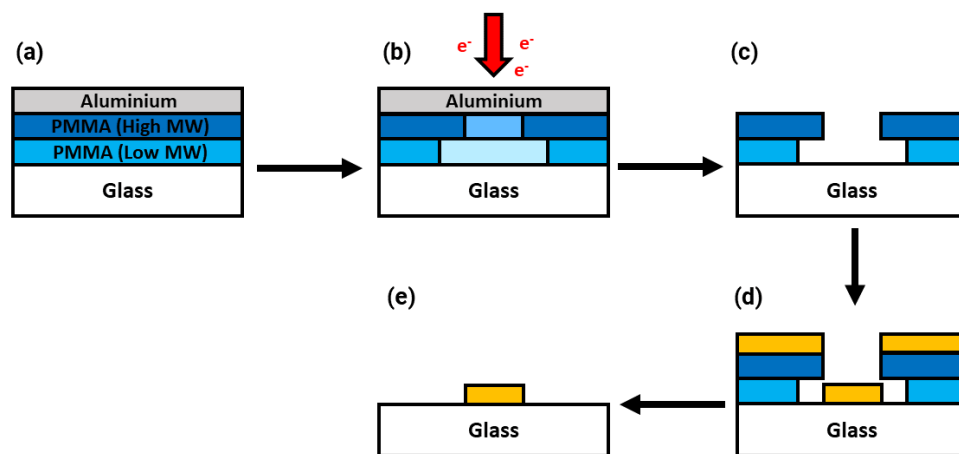 (a)
Aluminium
PMMA (High MW)
PMMA (Low MW)
Glass
(b)
e-
e-
e-
Aluminium
Glass
(c)
Glass
(d)
Glass
(e)
Glass